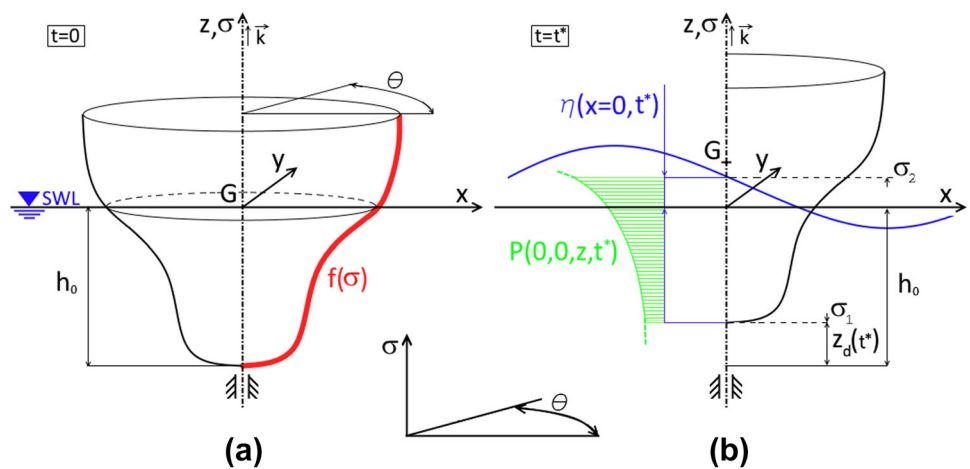 t=0
z,σ
k
θ
y
G
SWL
x
h₀
f(σ)
(a)
σ
θ
t=t*
z,σ
k
η(x=0,t*)
G
y
σ₂
x
P(0,0,z,t*)
σ₁
z_d(t*)
h₀
(b)